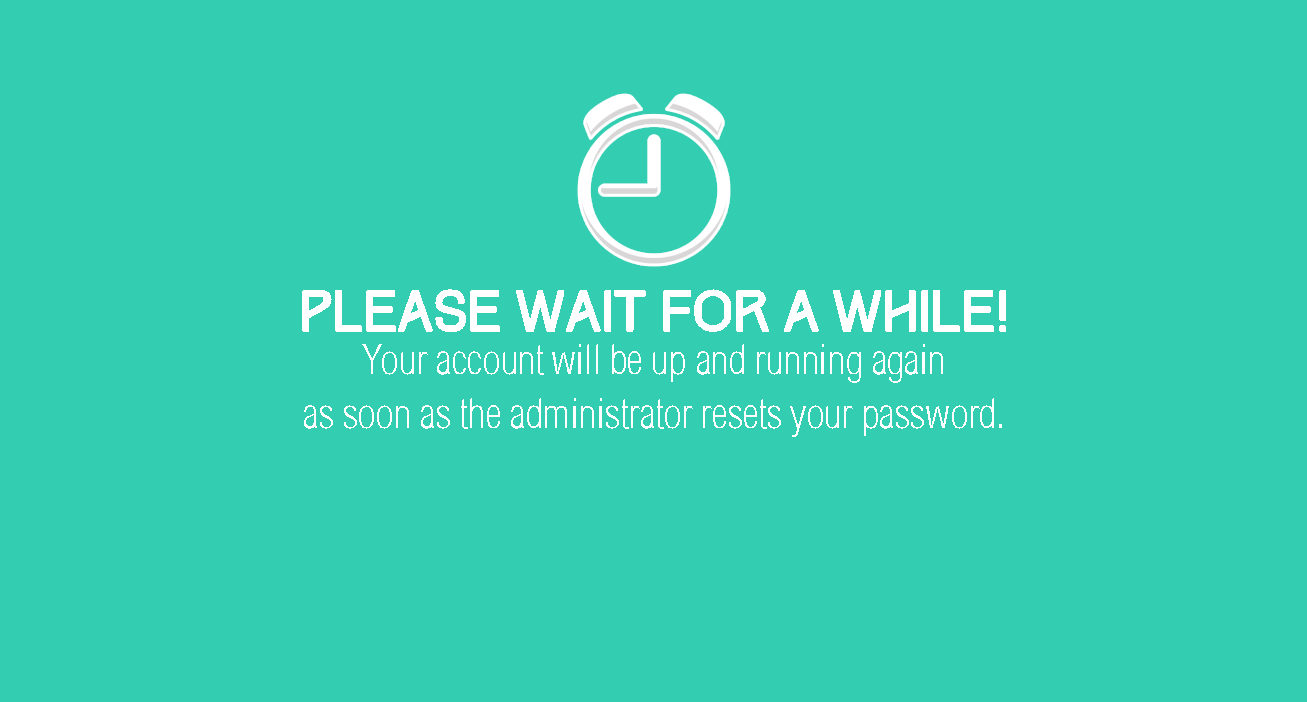 PLEASE WAIT FOR A WHILE!
Your account will be up and running again
as soon as the administrator resets your password.